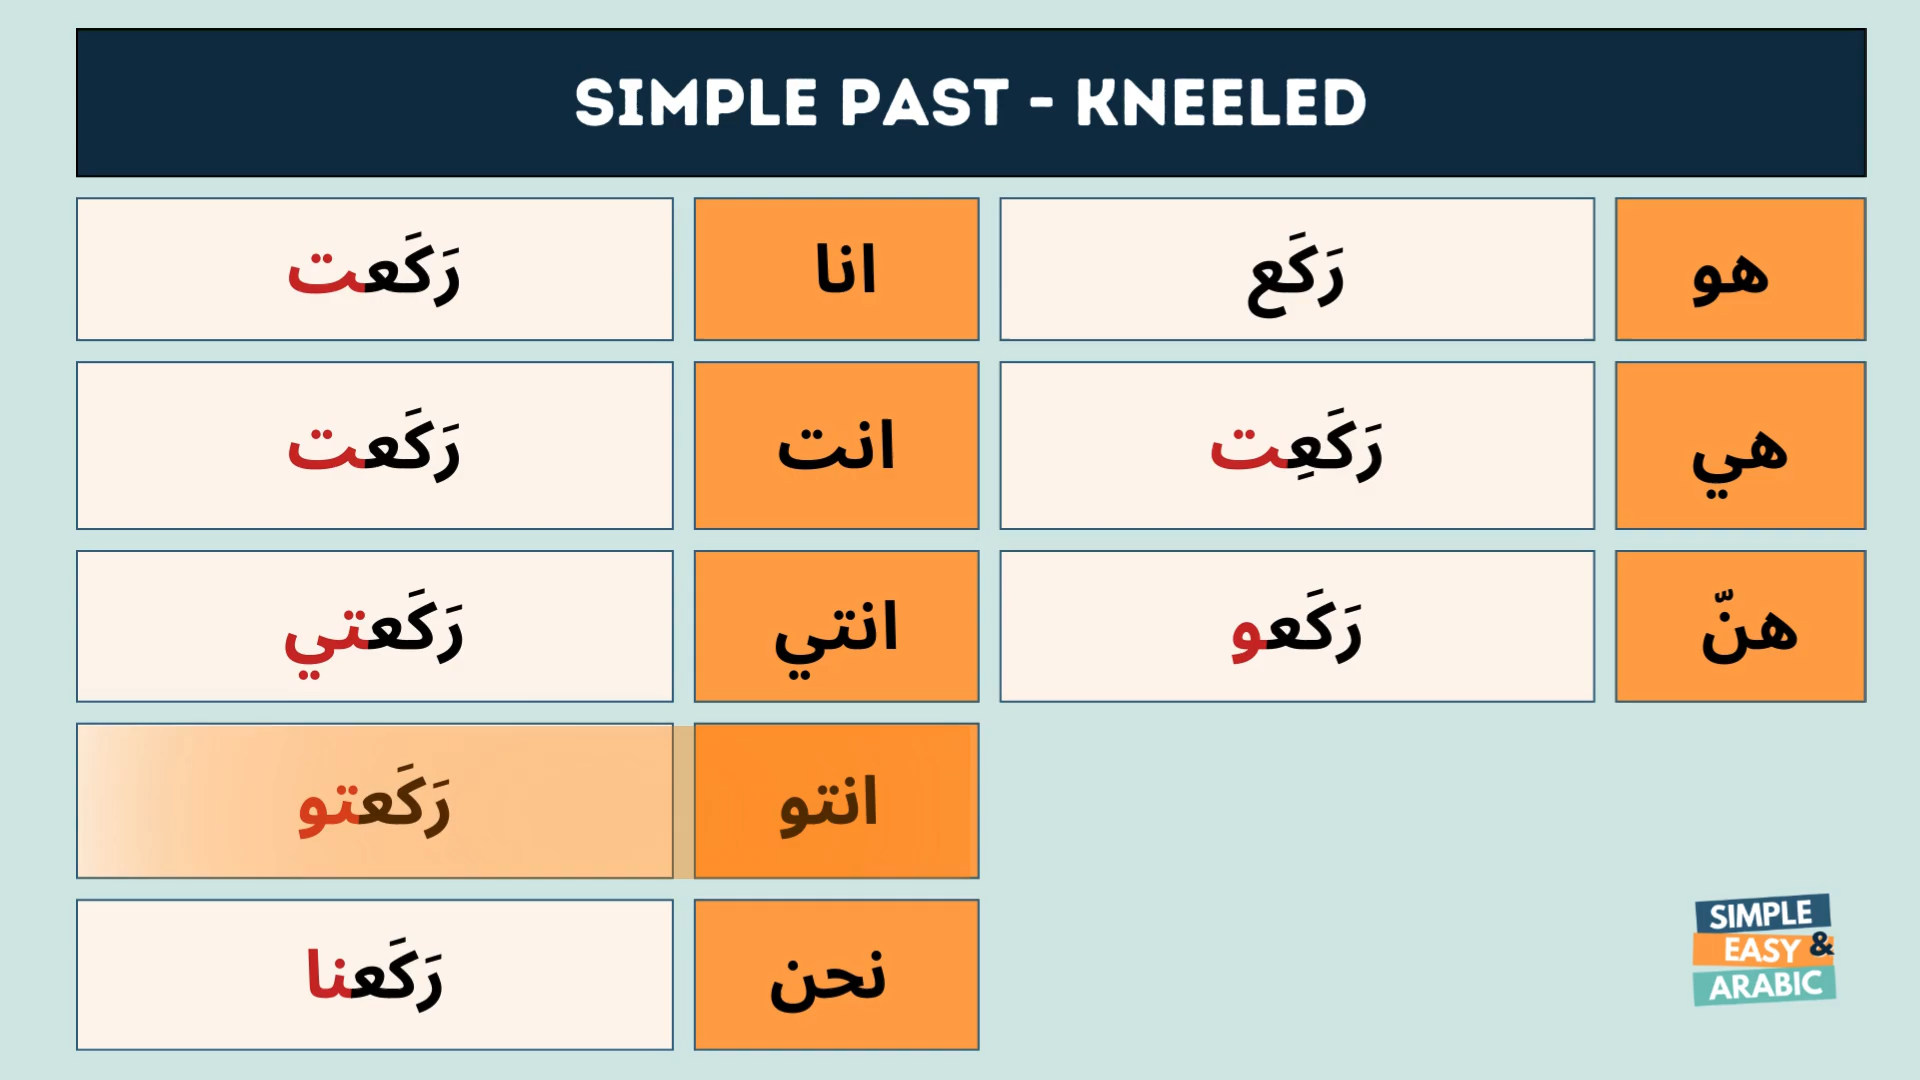 SIMPLE PAST - KNEELED
هو رَكَع انا رَكَعت
هي رَكَعِت انت رَكَعت
هنّ رَكَعو انتي رَكَعتي
انتو رَكَعتو
نحن رَكَعنا
SIMPLE
EASY &
ARABIC